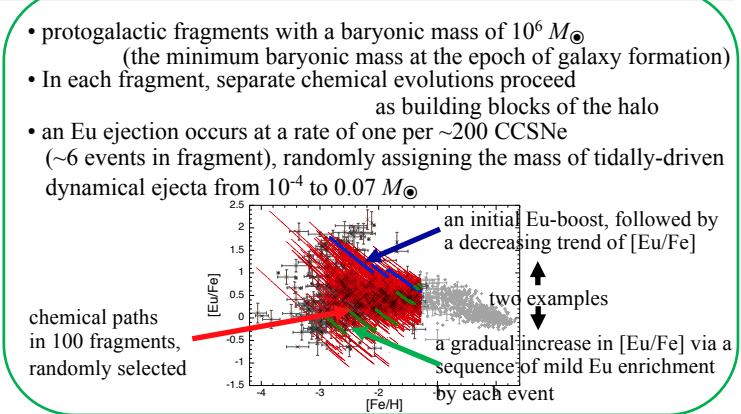 • protogalactic fragments with a baryonic mass of 10⁶ M☉
(the minimum baryonic mass at the epoch of galaxy formation)
• In each fragment, separate chemical evolutions proceed
as building blocks of the halo
• an Eu ejection occurs at a rate of one per ~200 CCSNe
(~6 events in fragment), randomly assigning the mass of tidally-driven
dynamical ejecta from 10⁻⁴ to 0.07 M☉
2.5
2
1.5
1
0.5
0
-0.5
-1
-1.5
[Eu/Fe]
-4
-3
-2
[Fe/H]
an initial Eu-boost, followed by
a decreasing trend of [Eu/Fe]
two examples
chemical paths
in 100 fragments,
randomly selected
a gradual increase in [Eu/Fe] via a
sequence of mild Eu enrichment
by each event